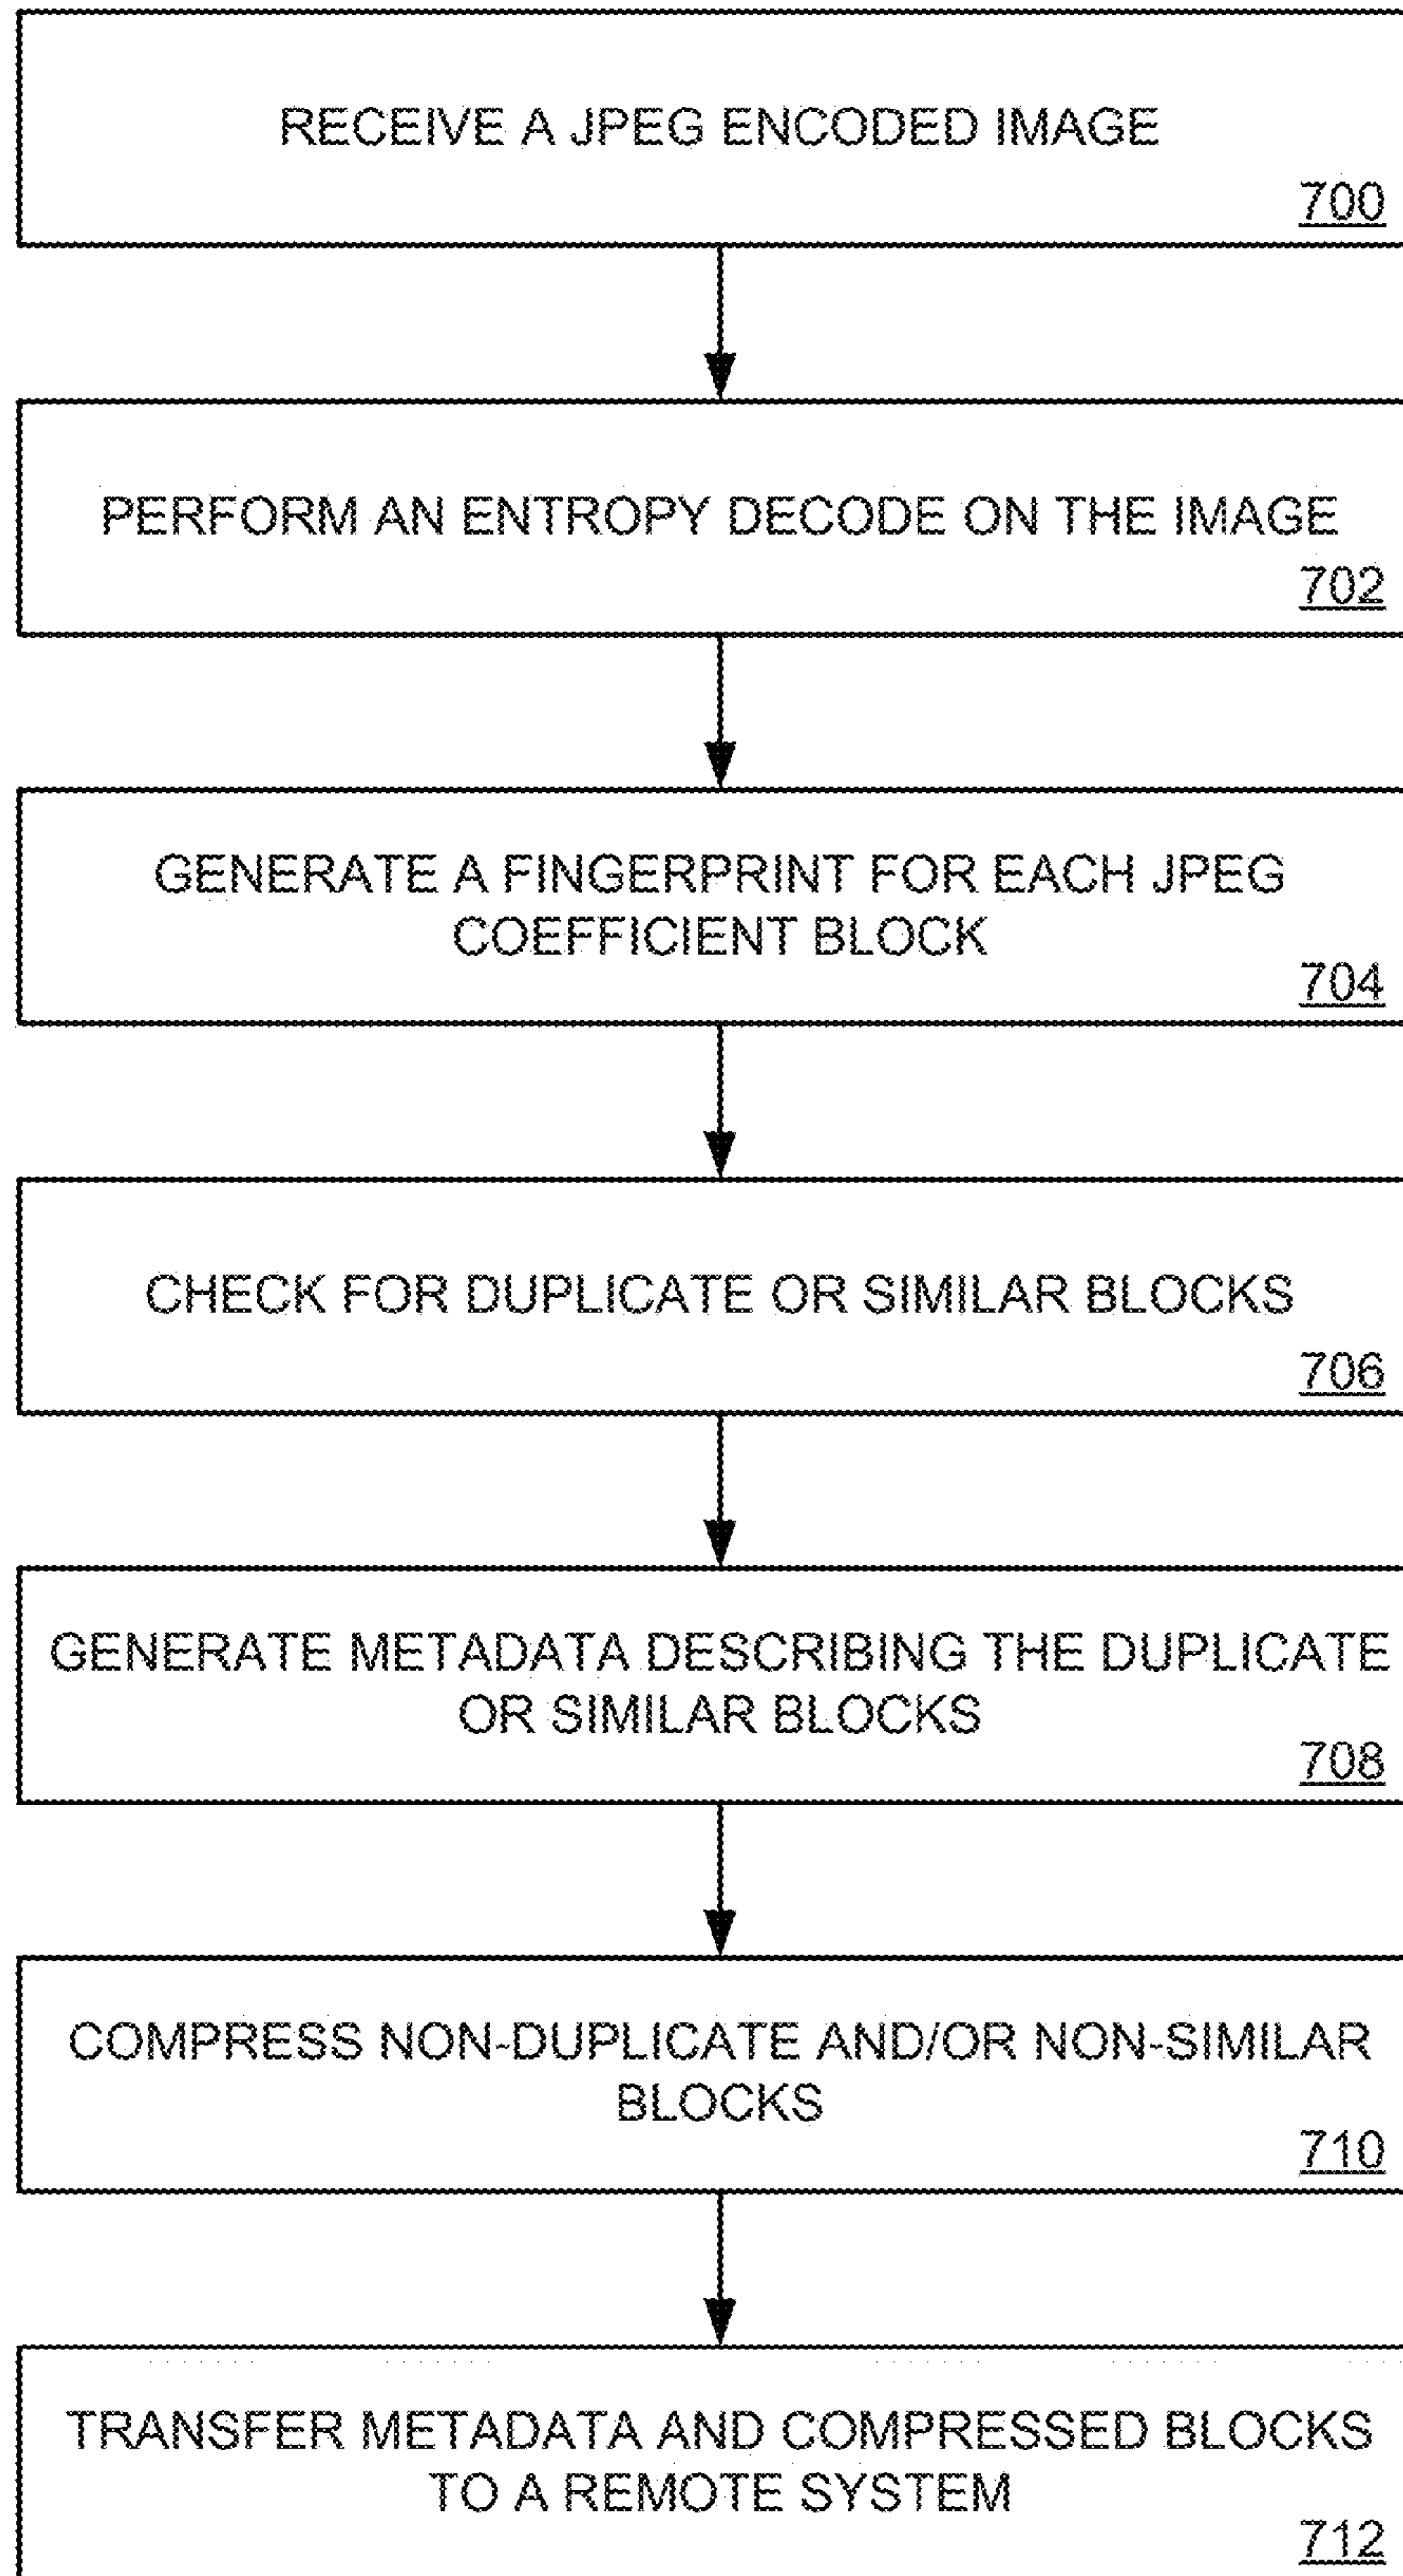 RECEIVE A JPEG ENCODED IMAGE
700
PERFORM AN ENTROPY DECODE ON THE IMAGE
702
GENERATE A FINGERPRINT FOR EACH JPEG
COEFFICIENT BLOCK
704
CHECK FOR DUPLICATE OR SIMILAR BLOCKS
706
GENERATE METADATA DESCRIBING THE DUPLICATE
OR SIMILAR BLOCKS
708
COMPRESS NON-DUPLICATE AND/OR NON-SIMILAR
BLOCKS
710
TRANSFER METADATA AND COMPRESSED BLOCKS
TO A REMOTE SYSTEM
712